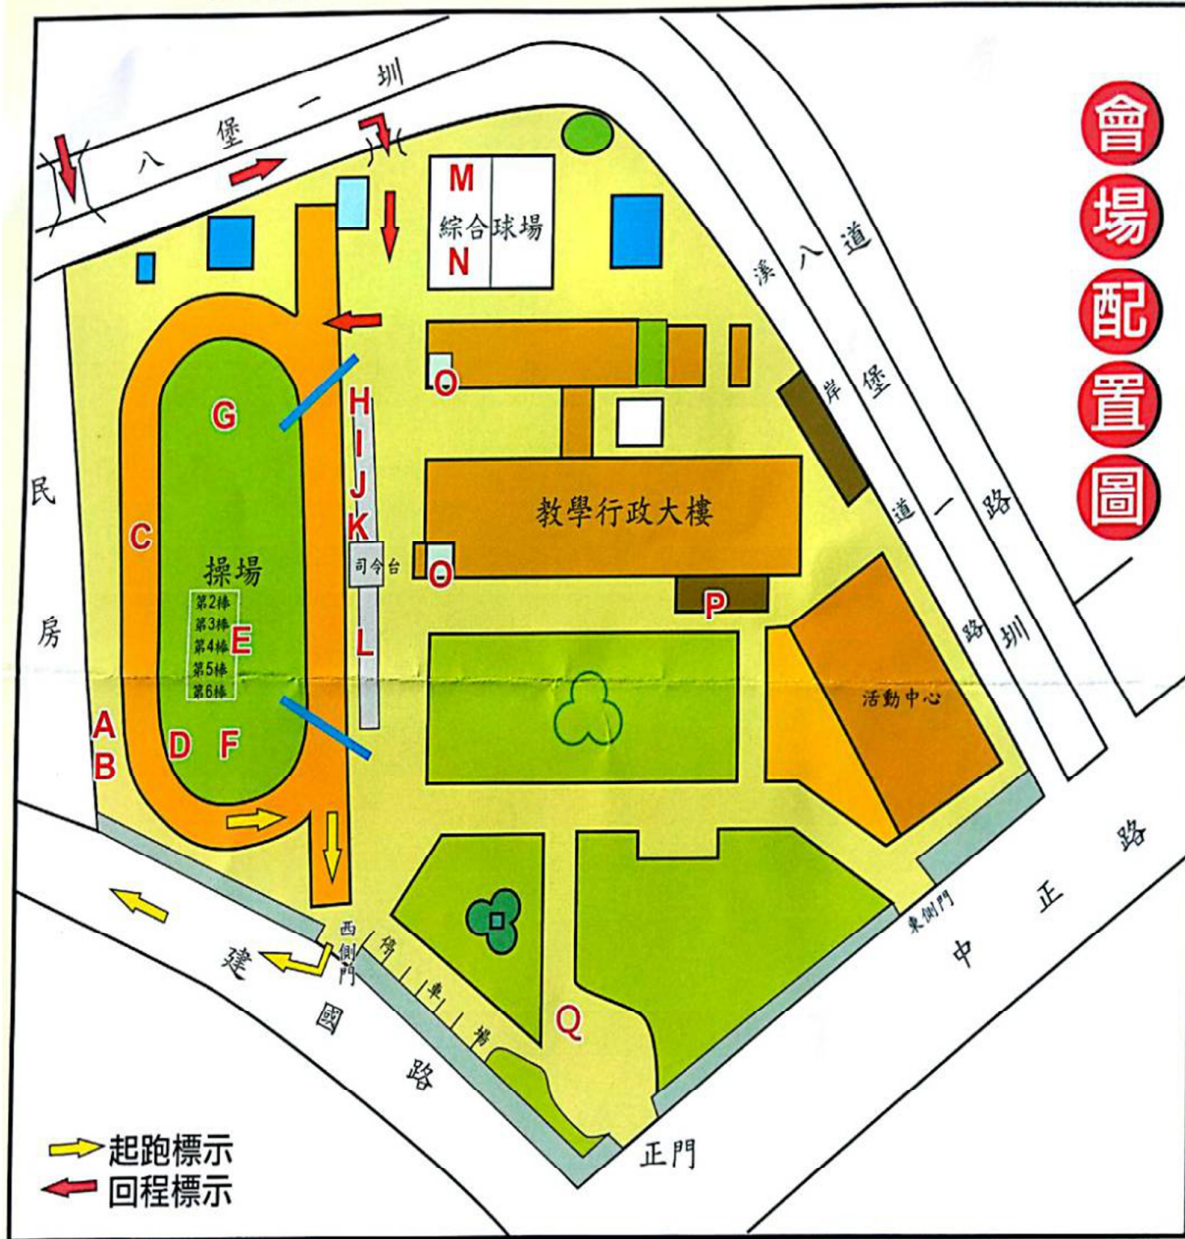 會場配置圖
八堡一圳
M
綜合球場
N
溪岸道路
八堡一圳
道路
O
H
I
J
K
G
C
民房
教學行政大樓
操場
司令台
O
第2棒
第3棒
第4棒
第5棒
第6棒
E
L
P
活動中心
A
B
D
F
西側門
停車場
建國路
Q
東側門
中正路
正門
起跑標示
回程標示